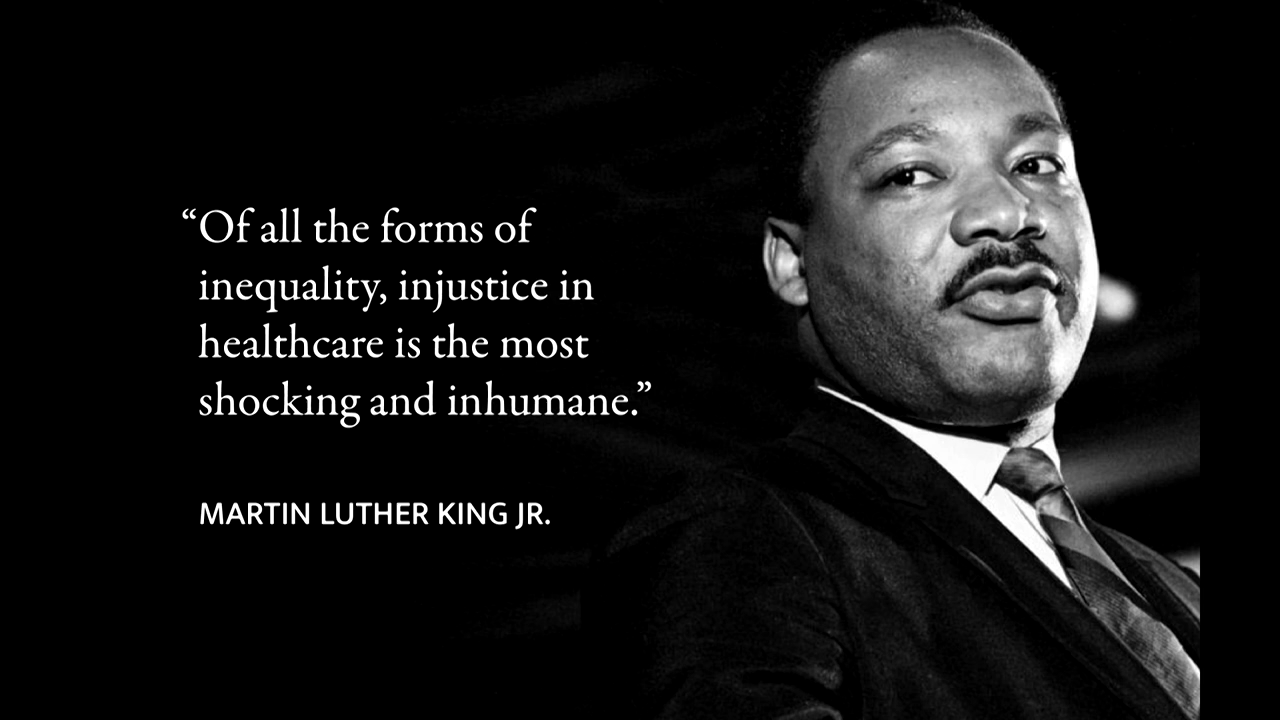 “Of all the forms of
inequality, injustice in
healthcare is the most
shocking and inhumane.”
MARTIN LUTHER KING JR.